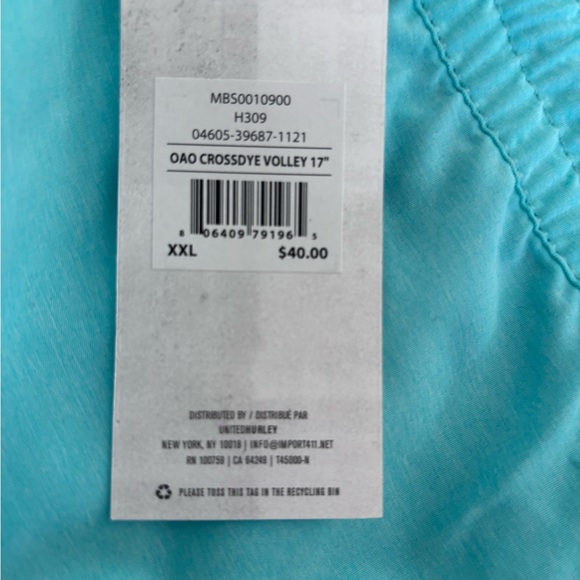 MBS0010900
H309
04605-39687-1121
OAO CROSSDYE VOLLEY 17"
8 06409 79196 5
XXL $40.00
DISTRIBUTED BY / DISTRIBUÉ PAR
UNITEDHURLEY
NEW YORK, NY 10018 | INFO@IMPORT411.NET
RN 100759 | CA 64249 | T45000-N
PLEASE TOSS THIS TAG IN THE RECYCLING BIN